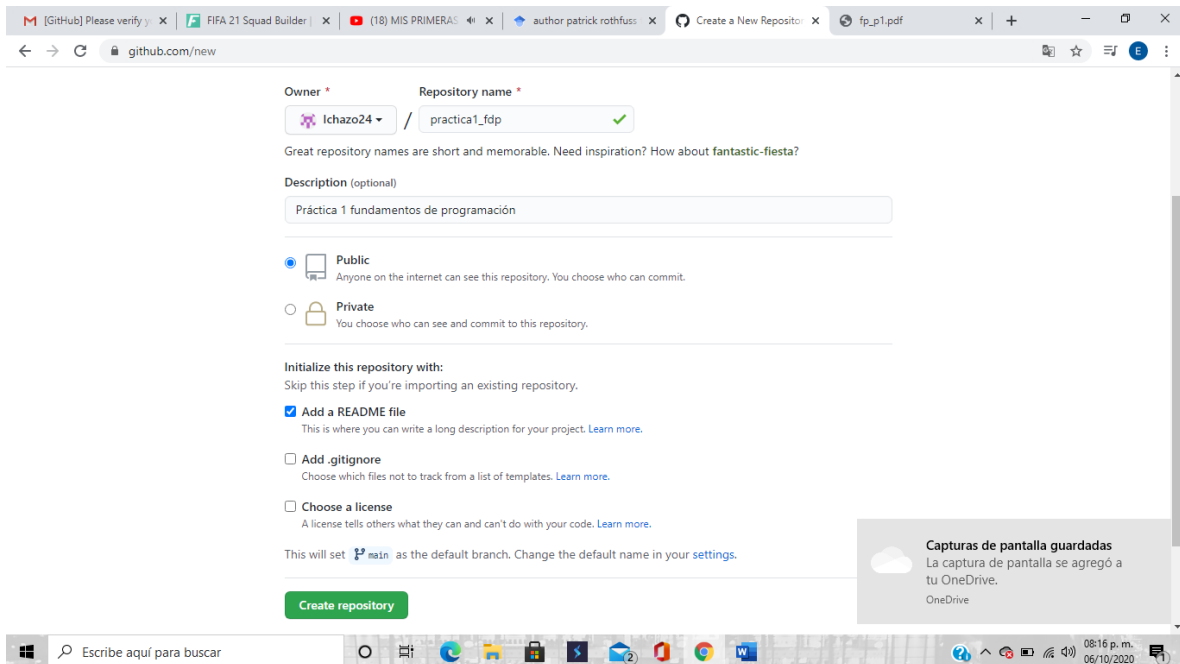 [GitHub] Please verify y
FIFA 21 Squad Builder |
(18) MIS PRIMERAS
author patrick rothfuss
Create a New Repositor
fp_p1.pdf
github.com/new
E
Owner *
Repository name *
Ichazo24
/
practica1_fdp
Great repository names are short and memorable. Need inspiration? How about fantastic-fiesta?
Description (optional)
Práctica 1 fundamentos de programación
Public
Anyone on the internet can see this repository. You choose who can commit.
Private
You choose who can see and commit to this repository.
Initialize this repository with:
Skip this step if you're importing an existing repository.
Add a README file
This is where you can write a long description for your project. Learn more.
Add .gitignore
Choose which files not to track from a list of templates. Learn more.
Choose a license
A license tells others what they can and can't do with your code. Learn more.
This will set main as the default branch. Change the default name in your settings.
Create repository
Capturas de pantalla guardadas
La captura de pantalla se agregó a
tu OneDrive.
OneDrive
Escribe aquí para buscar
2
08:16 p. m.
06/10/2020
1